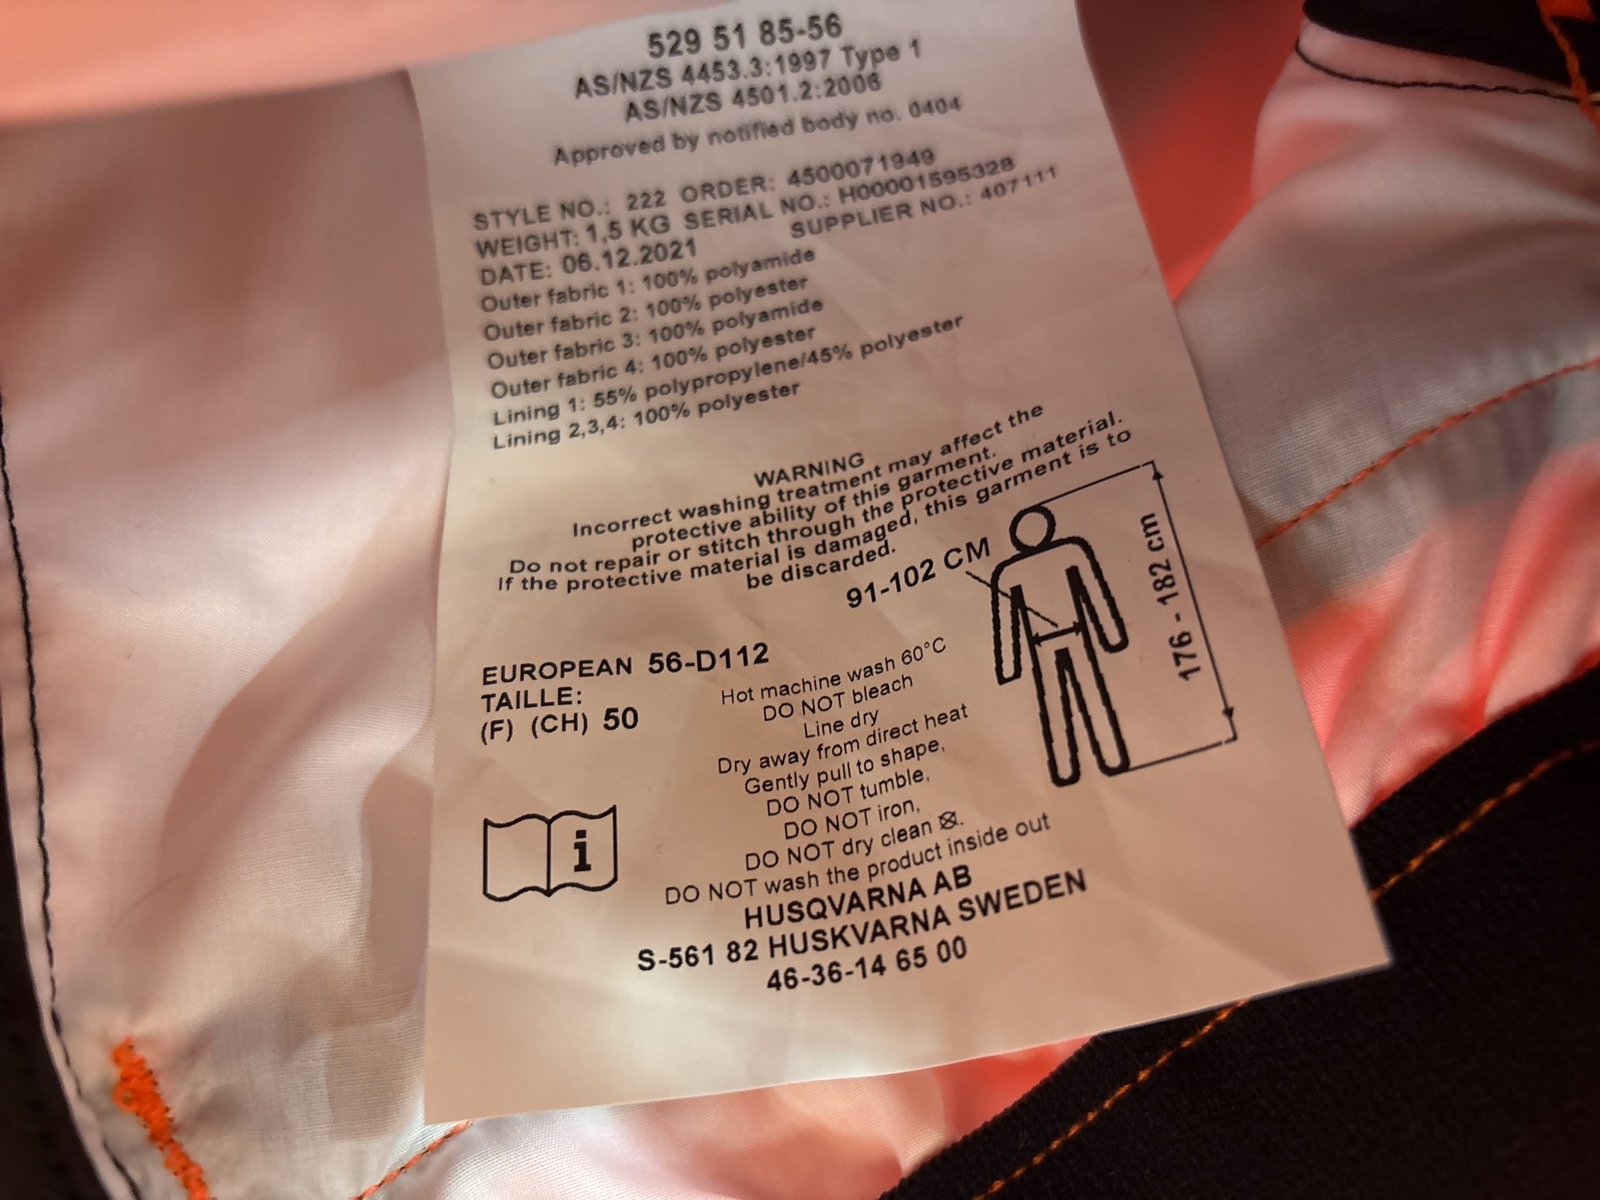 529 51 85-56
AS/NZS 4453.3:1997 Type 1
AS/NZS 4501.2:2006
Approved by notified body no. 0404
STYLE NO.: 222 ORDER: 4500071949
WEIGHT: 1,5 KG SERIAL NO.: H00001595328
DATE: 06.12.2021 SUPPLIER NO.: 407111
Outer fabric 1: 100% polyamide
Outer fabric 2: 100% polyester
Outer fabric 3: 100% polyamide
Outer fabric 4: 100% polyester
Lining 1: 55% polypropylene/45% polyester
Lining 2,3,4: 100% polyester
WARNING
Incorrect washing treatment may affect the
protective ability of this garment.
Do not repair or stitch through the protective material.
If the protective material is damaged, this garment is to
be discarded.
91-102 CM
176 - 182 cm
EUROPEAN 56-D112
TAILLE:
(F) (CH) 50
Hot machine wash 60°C
DO NOT bleach
Line dry
Dry away from direct heat
Gently pull to shape,
DO NOT tumble,
DO NOT iron,
DO NOT dry clean.
DO NOT wash the product inside out
i
HUSQVARNA AB
S-561 82 HUSKVARNA SWEDEN
46-36-14 65 00